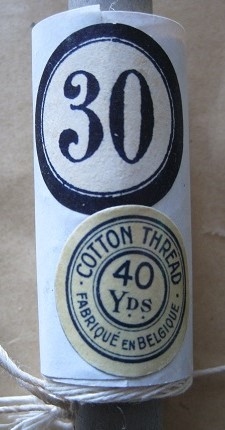 30
COTTON THREAD
40
YDS
FABRIQUÉ EN BELGIQUE